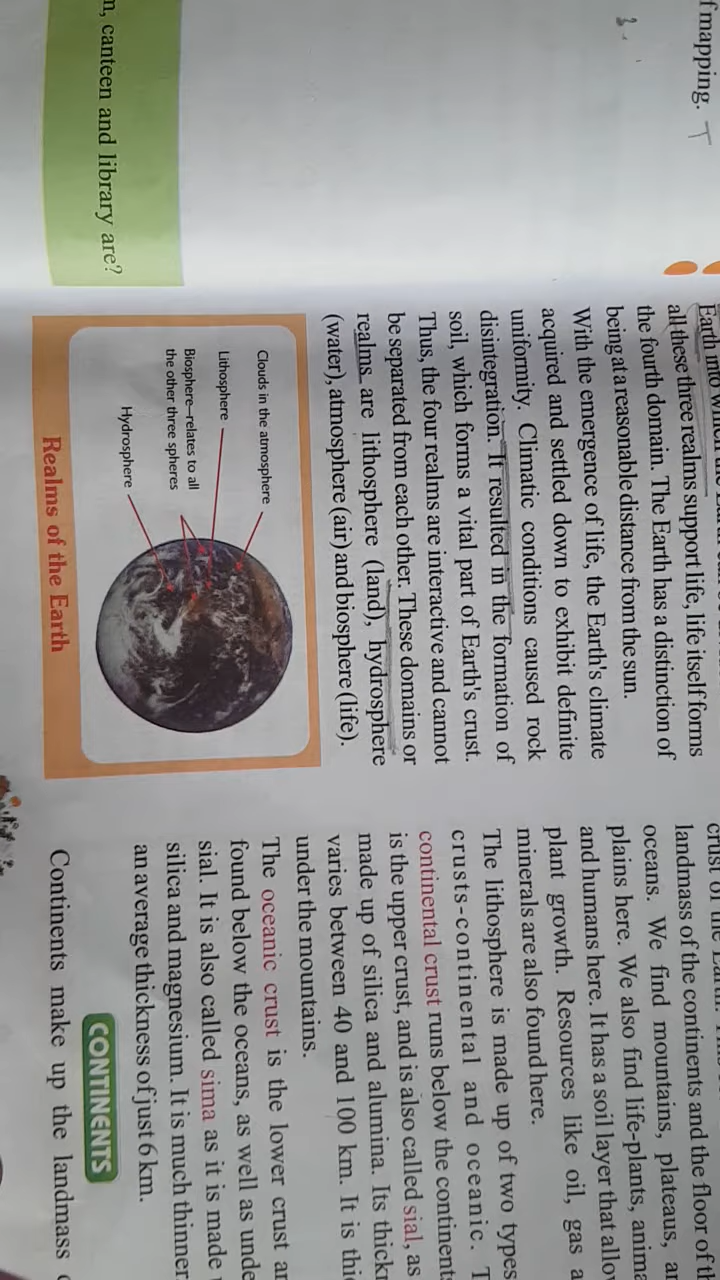 f mapping. T
n, canteen and library are?
Earth into which the
all these three realms support life, life itself forms
the fourth domain. The Earth has a distinction of
being at a reasonable distance from the sun.
With the emergence of life, the Earth's climate
acquired and settled down to exhibit definite
uniformity. Climatic conditions caused rock
disintegration. It resulted in the formation of
soil, which forms a vital part of Earth's crust.
Thus, the four realms are interactive and cannot
be separated from each other. These domains or
realms are lithosphere (land), hydrosphere
(water), atmosphere (air) and biosphere (life).
Clouds in the atmosphere
Lithosphere
Biosphere–relates to all
the other three spheres
Hydrosphere
Realms of the Earth
crust of the Earth.
landmass of the continents and the floor of t
oceans. We find mountains, plateaus, a
plains here. We also find life-plants, anim
and humans here. It has a soil layer that allo
plant growth. Resources like oil, gas a
minerals are also found here.
The lithosphere is made up of two types
crusts-continental and oceanic. T
continental crust runs below the continent
is the upper crust, and is also called sial, as
made up of silica and alumina. Its thick
varies between 40 and 100 km. It is thi
under the mountains.
The oceanic crust is the lower crust a
found below the oceans, as well as unde
sial. It is also called sima as it is made
silica and magnesium. It is much thinner
an average thickness of just 6 km.
CONTINENTS
Continents make up the landmass